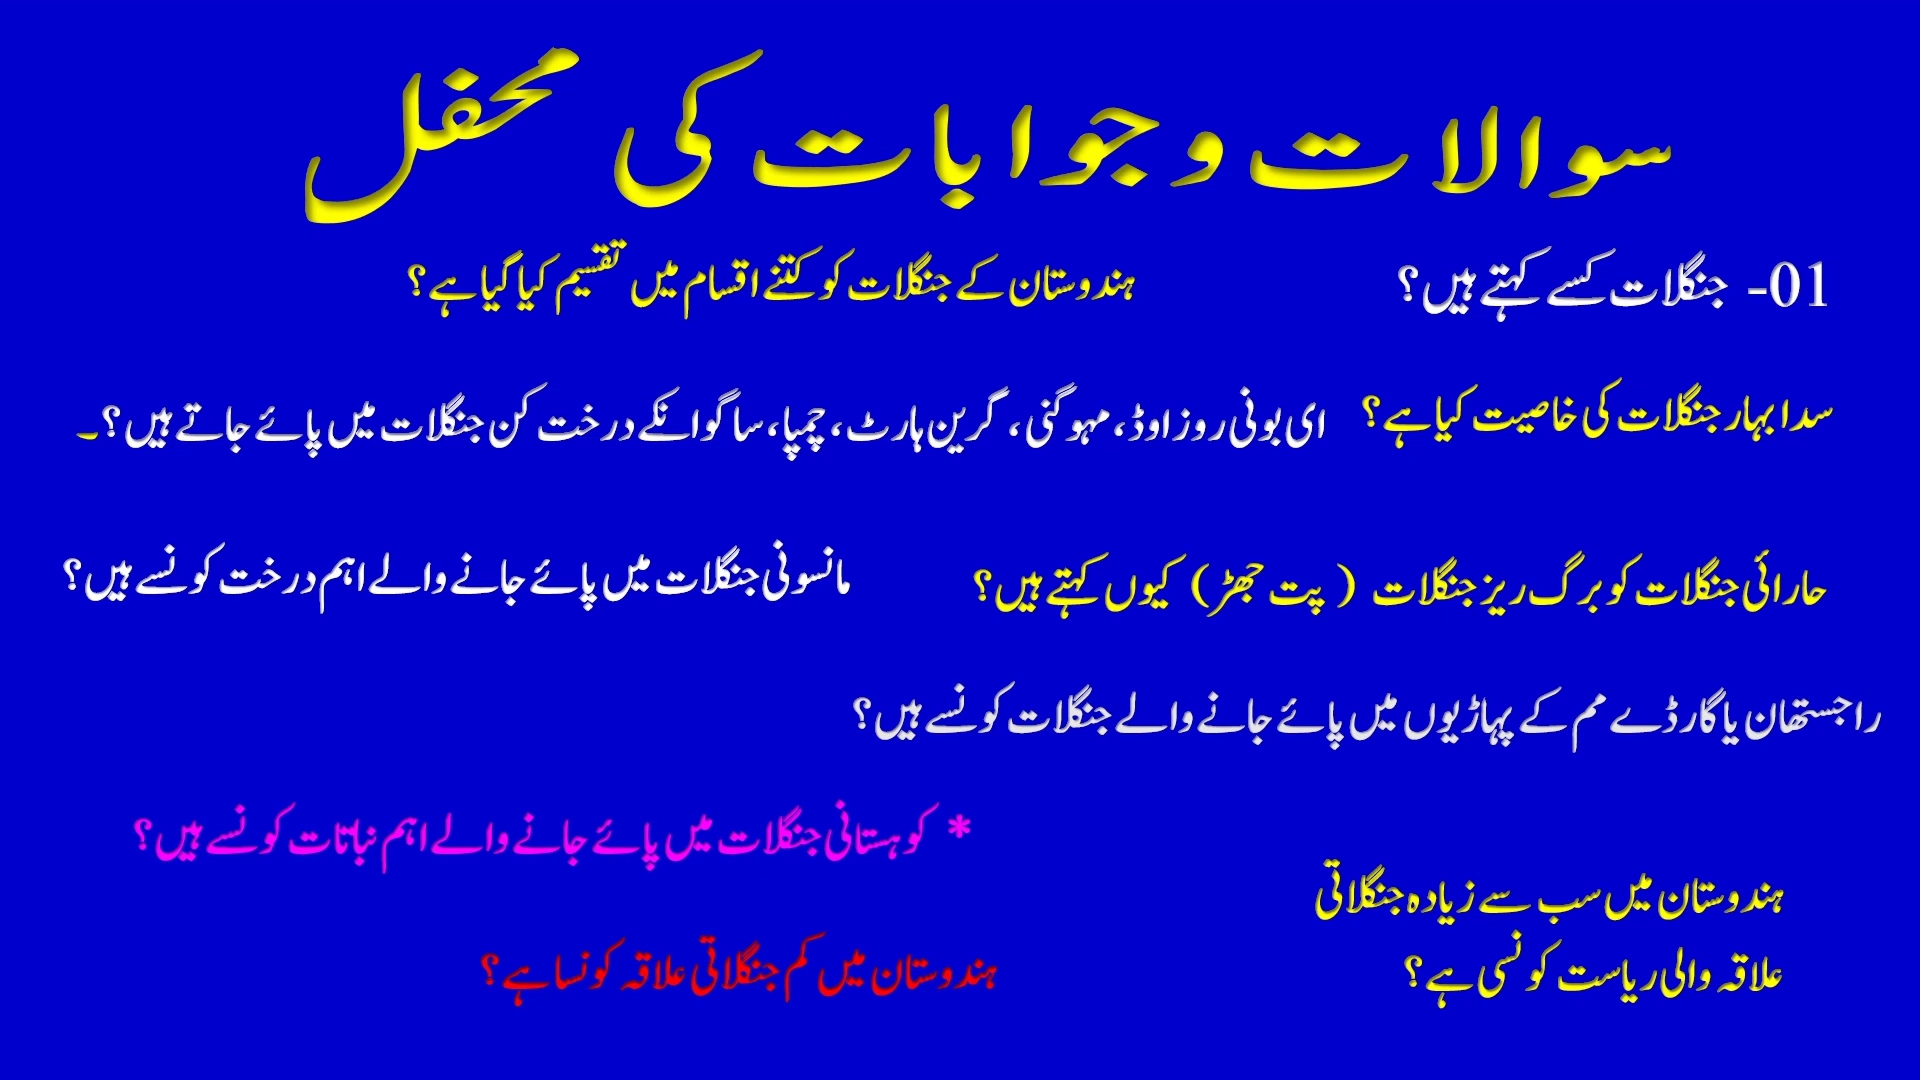 سوالات و جوابات کی محفل
01- جنگلات کسے کہتے ہیں؟
ہندوستان کے جنگلات کو کتنے اقسام میں تقسیم کیا گیا ہے؟
سدا بہار جنگلات کی خاصیت کیا ہے؟
ای بونی روز اوڈ، مہوگنی، گرین ہارٹ، چمپا، ساگوانکے درخت کن جنگلات میں پائے جاتے ہیں؟۔
حارائی جنگلات کو برگ ریز جنگلات ( پت جھڑ) کیوں کہتے ہیں؟
مانسونی جنگلات میں پائے جانے والے اہم درخت کونسے ہیں؟
راجستھان یا گارڈے مم کے پہاڑیوں میں پائے جانے والے جنگلات کونسے ہیں؟
* کوہستانی جنگلات میں پائے جانے والے اہم نباتات کونسے ہیں؟
ہندوستان میں سب سے زیادہ جنگلاتی
علاقہ والی ریاست کونسی ہے؟
ہندوستان میں کم جنگلاتی علاقہ کونسا ہے؟